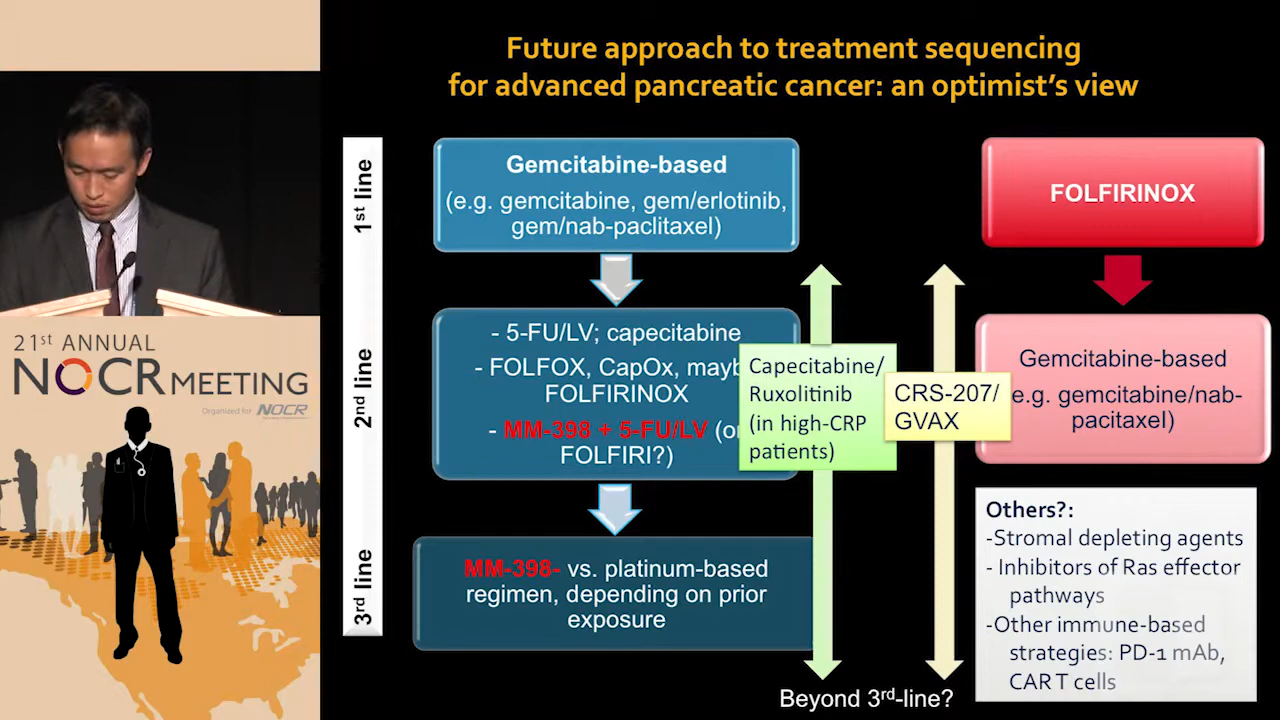 Future approach to treatment sequencing
for advanced pancreatic cancer: an optimist's view
1st line
2nd line
3rd line
Gemcitabine-based
(e.g. gemcitabine, gem/erlotinib,
gem/nab-paclitaxel)
- 5-FU/LV; capecitabine
- FOLFOX, CapOx, mayb
FOLFIRINOX
- MM-398 + 5-FU/LV (or
FOLFIRI?)
MM-398- vs. platinum-based
regimen, depending on prior
exposure
Capecitabine/
Ruxolitinib
(in high-CRP
patients)
CRS-207/
GVAX
Beyond 3rd-line?
FOLFIRINOX
Gemcitabine-based
e.g. gemcitabine/nab-
pacitaxel)
Others?:
-Stromal depleting agents
- Inhibitors of Ras effector
pathways
-Other immune-based
strategies: PD-1 mAb,
CAR T cells
21st ANNUAL
NOCR MEETING
Organized for NOCR